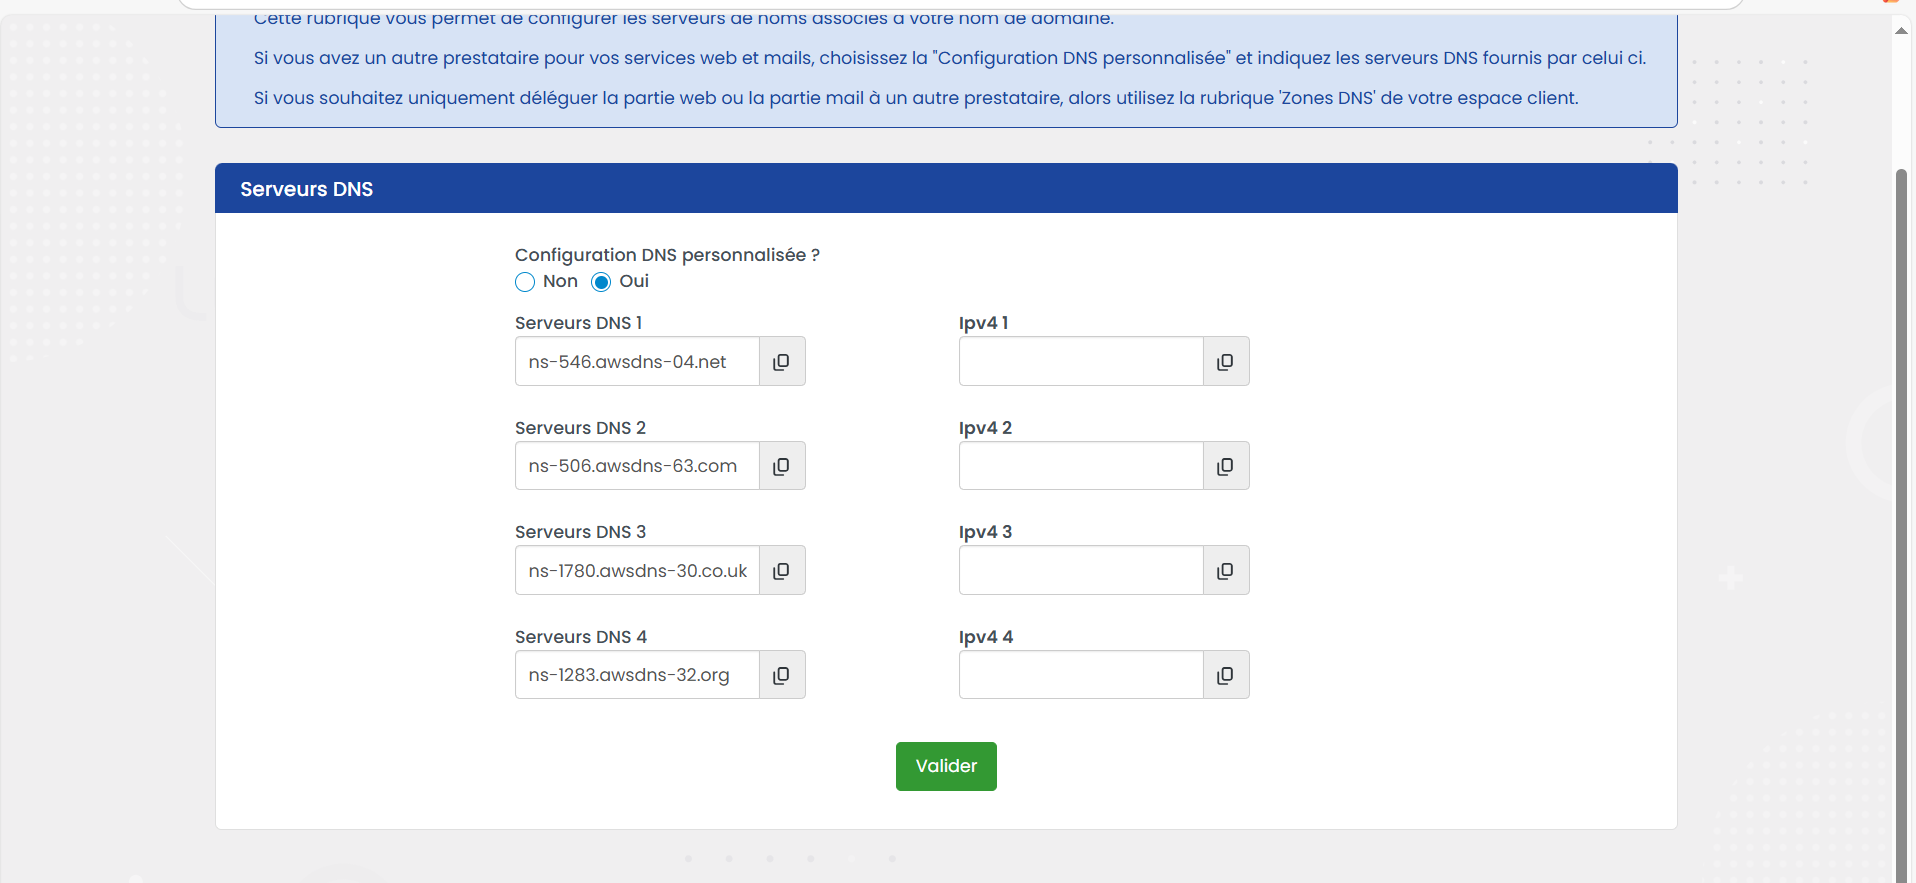 Cette rubrique vous permet de configurer les serveurs de noms associés à votre nom de domaine.
Si vous avez un autre prestataire pour vos services web et mails, choisissez la "Configuration DNS personnalisée" et indiquez les serveurs DNS fournis par celui ci.
Si vous souhaitez uniquement déléguer la partie web ou la partie mail à un autre prestataire, alors utilisez la rubrique 'Zones DNS' de votre espace client.
Serveurs DNS
Configuration DNS personnalisée ?
Non Oui
Serveurs DNS 1 Ipv4 1
ns-546.awsdns-04.net
Serveurs DNS 2 Ipv4 2
ns-506.awsdns-63.com
Serveurs DNS 3 Ipv4 3
ns-1780.awsdns-30.co.uk
Serveurs DNS 4 Ipv4 4
ns-1283.awsdns-32.org
Valider